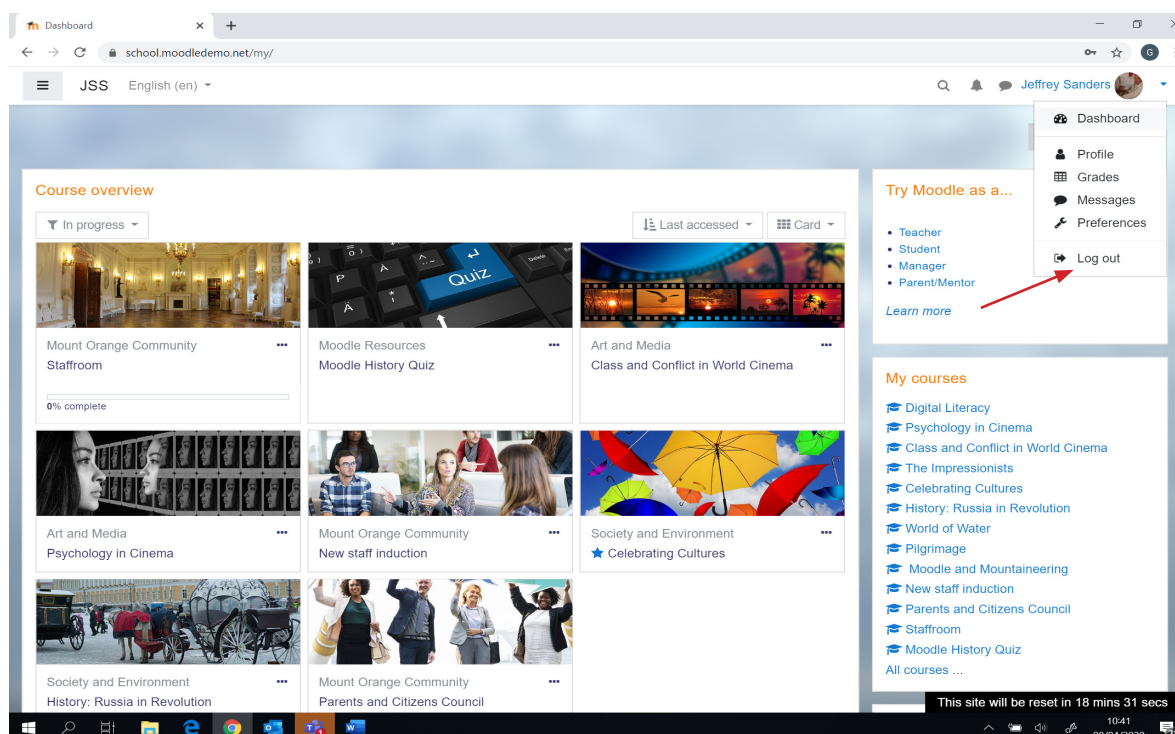 Dashboard
school.moodledemo.net/my/
G
JSS English (en)
Jeffrey Sanders
Dashboard
Profile
Grades
Messages
Preferences
Log out
Course overview
In progress
Last accessed
Card
Quiz
Delete
Mount Orange Community
Staffroom
0% complete
Moodle Resources
Moodle History Quiz
Art and Media
Class and Conflict in World Cinema
Art and Media
Psychology in Cinema
Mount Orange Community
New staff induction
Society and Environment
Celebrating Cultures
Society and Environment
History: Russia in Revolution
Mount Orange Community
Parents and Citizens Council
Try Moodle as a...
Teacher
Student
Manager
Parent/Mentor
Learn more
My courses
Digital Literacy
Psychology in Cinema
Class and Conflict in World Cinema
The Impressionists
Celebrating Cultures
History: Russia in Revolution
World of Water
Pilgrimage
Moodle and Mountaineering
New staff induction
Parents and Citizens Council
Staffroom
Moodle History Quiz
All courses ...
This site will be reset in 18 mins 31 secs
10:41